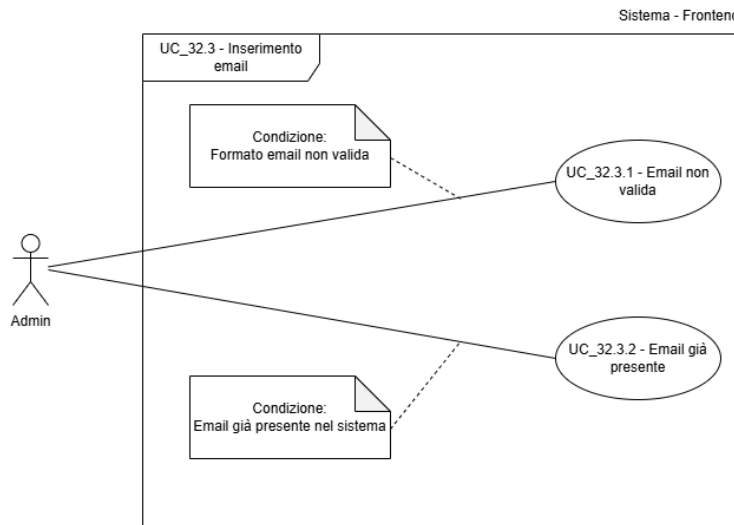 Sistema - Frontend
UC_32.3 - Inserimento
email
Condizione:
Formato email non valida
UC_32.3.1 - Email non
valida
Admin
UC_32.3.2 - Email già
presente
Condizione:
Email già presente nel sistema